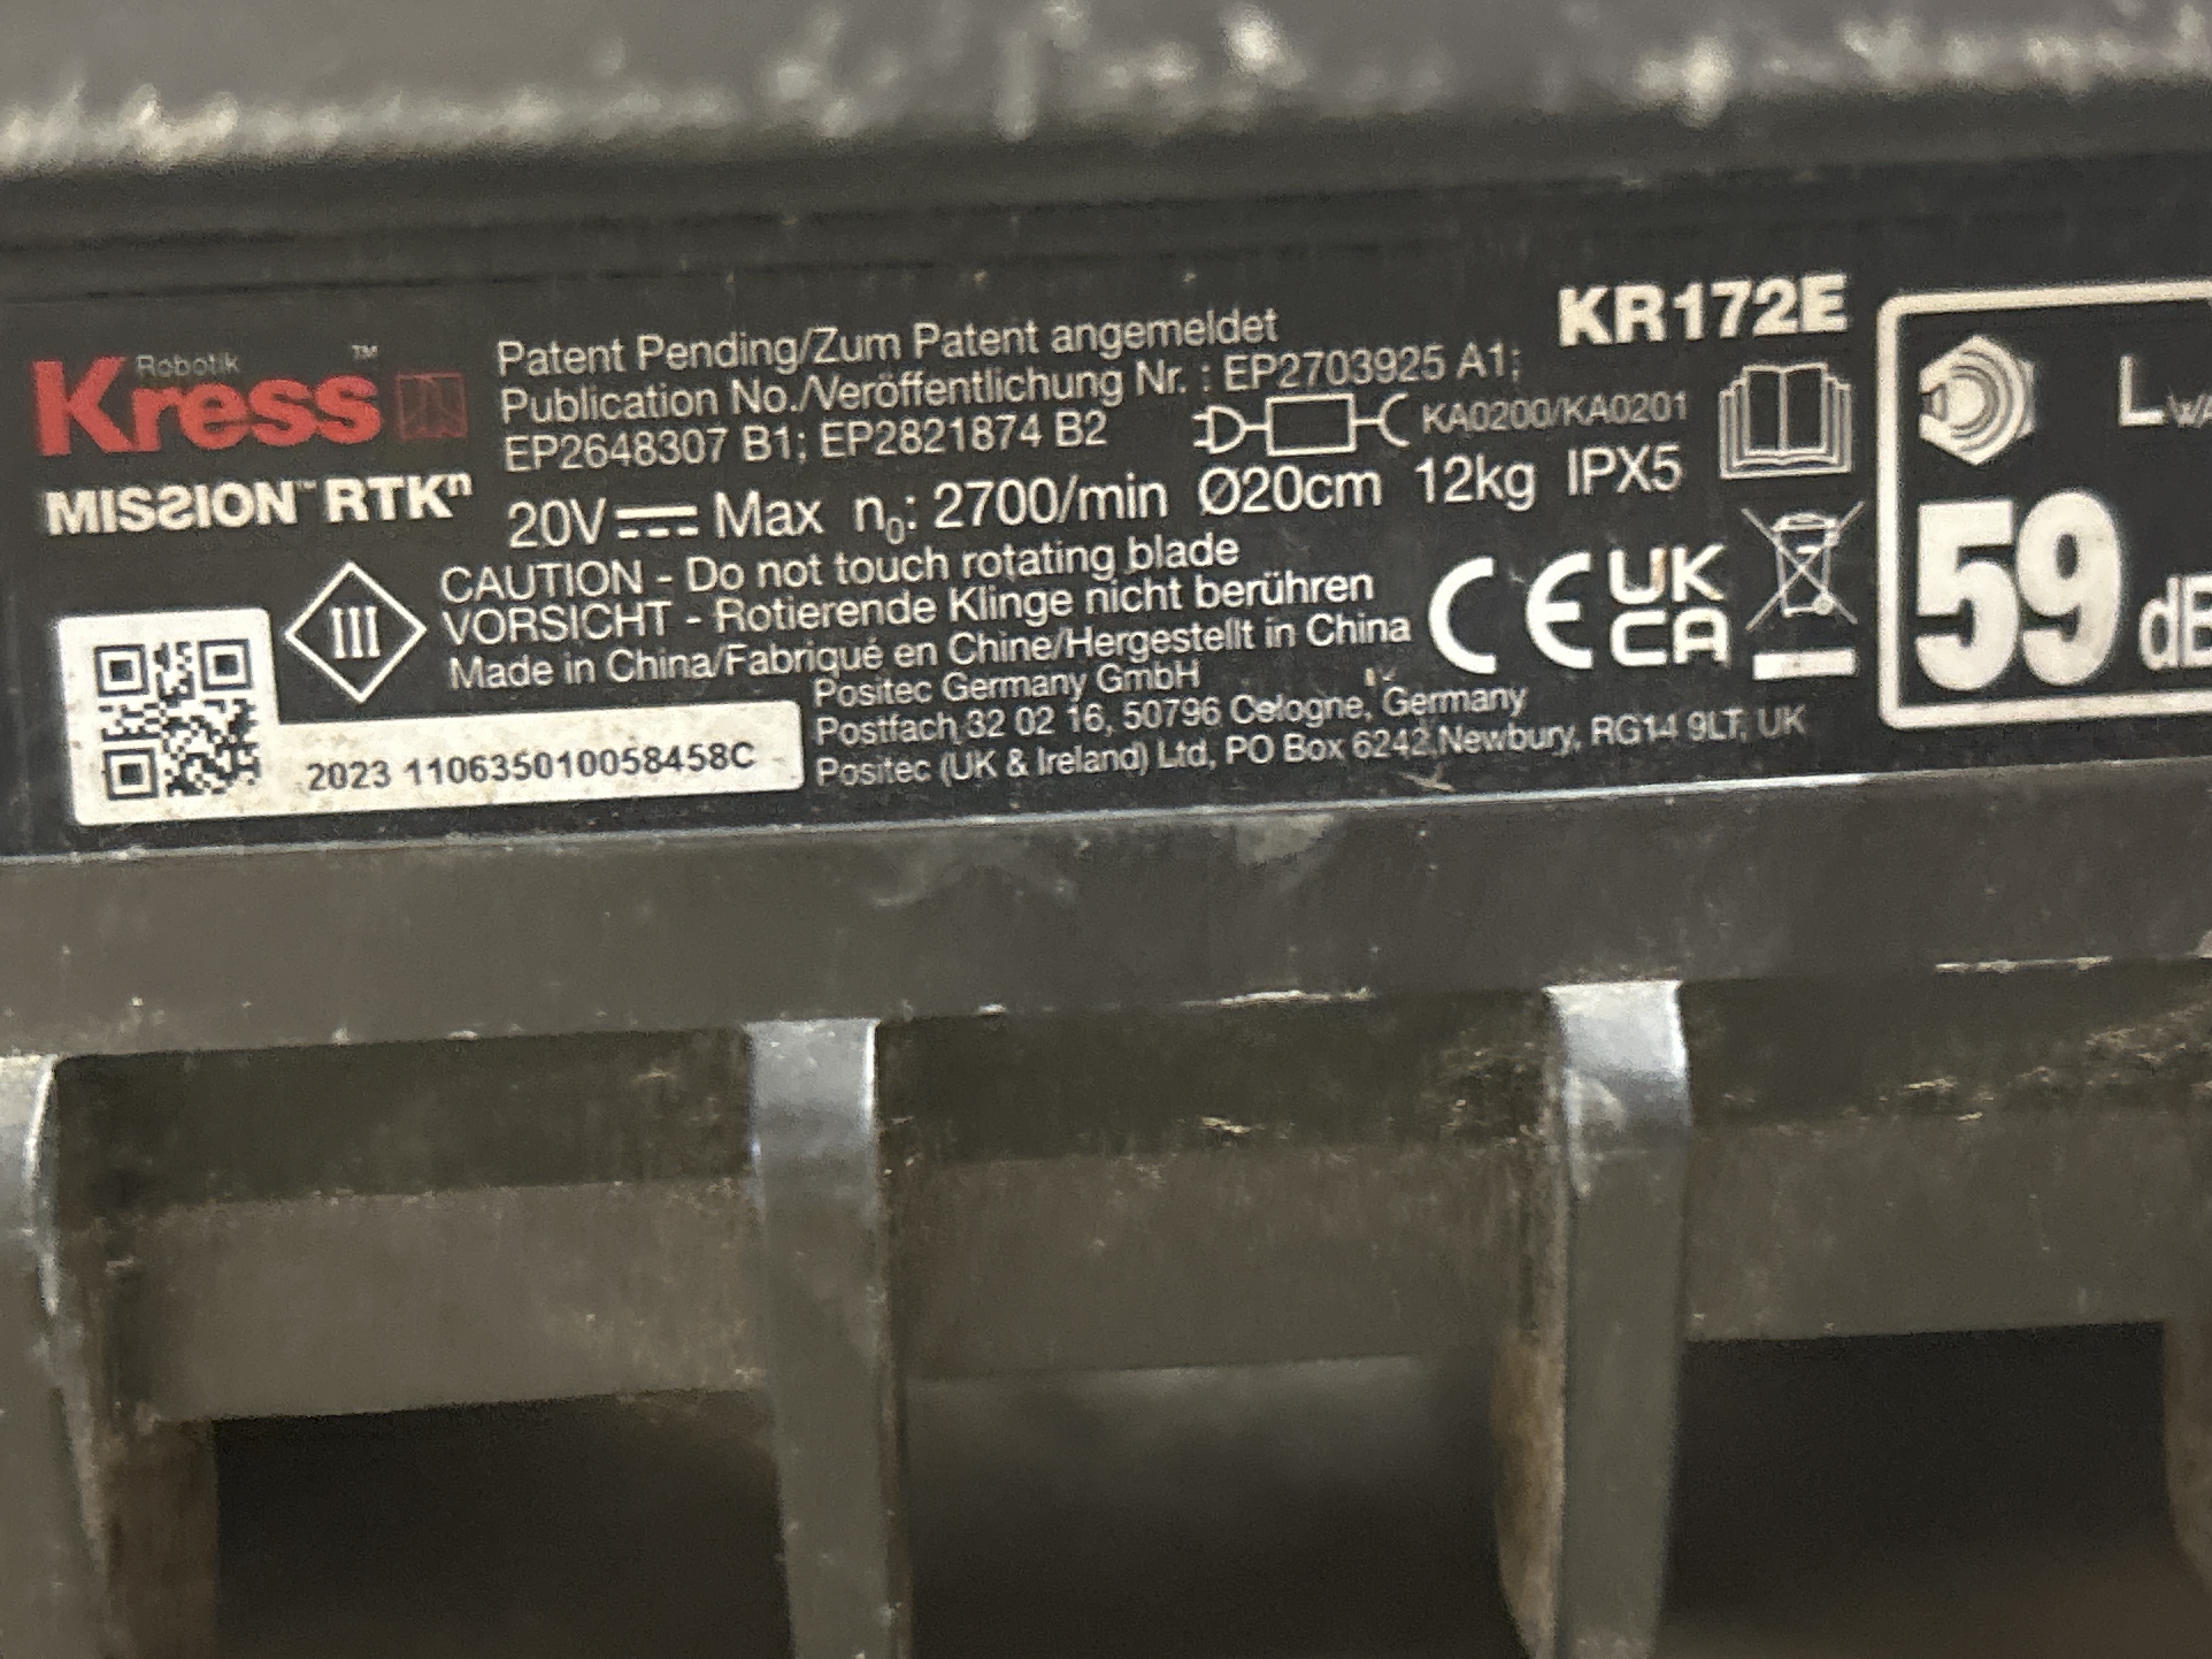 Robotik ™
Kress
MISSION™ RTKⁿ
Patent Pending/Zum Patent angemeldet
Publication No./Veröffentlichung Nr. : EP2703925 A1;
EP2648307 B1; EP2821874 B2
KA0200/KA0201
KR172E
20V Max n₀: 2700/min Ø20cm 12kg IPX5
III
CAUTION - Do not touch rotating blade
VORSICHT - Rotierende Klinge nicht berühren
Made in China/Fabriqué en Chine/Hergestellt in China
Positec Germany GmbH
Postfach 32 02 16, 50796 Cologne, Germany
Positec (UK & Ireland) Ltd, PO Box 6242 Newbury, RG14 9LT, UK
2023 110635010058458C
CE
UK
CA
59